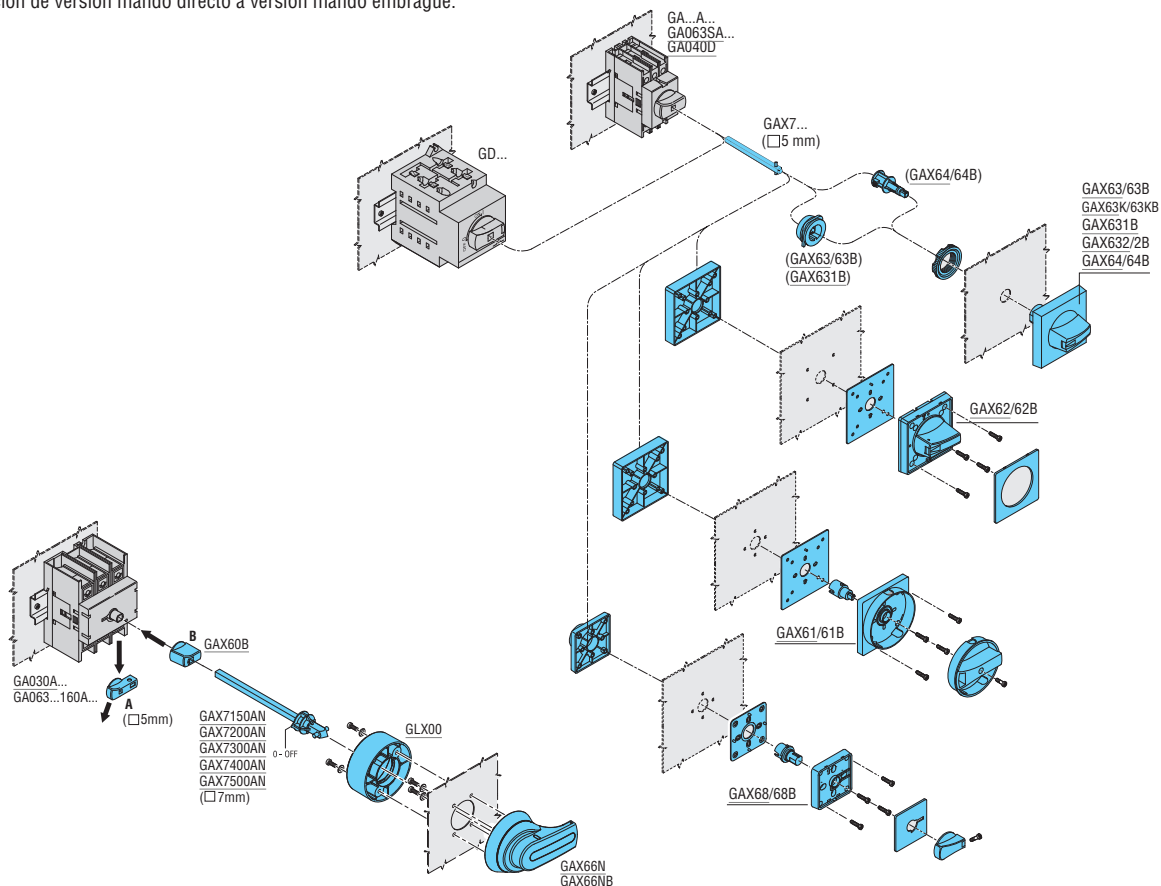 versión mando directo a versión mando embrague.
GA...A...
GA063SA...
GA040D
GAX7...
(□5 mm)
GD...
(GAX64/64B)
GAX63/63B
GAX63K/63KB
GAX631B
GAX632/2B
GAX64/64B
(GAX63/63B)
(GAX631B)
GAX62/62B
GAX61/61B
B
GAX60B
GA030A...
GA063...160A...
A
(□5mm)
GAX7150AN
GAX7200AN
GAX7300AN
GAX7400AN
GAX7500AN
(□7mm)
0 - OFF
GLX00
GAX68/68B
GAX66N
GAX66NB